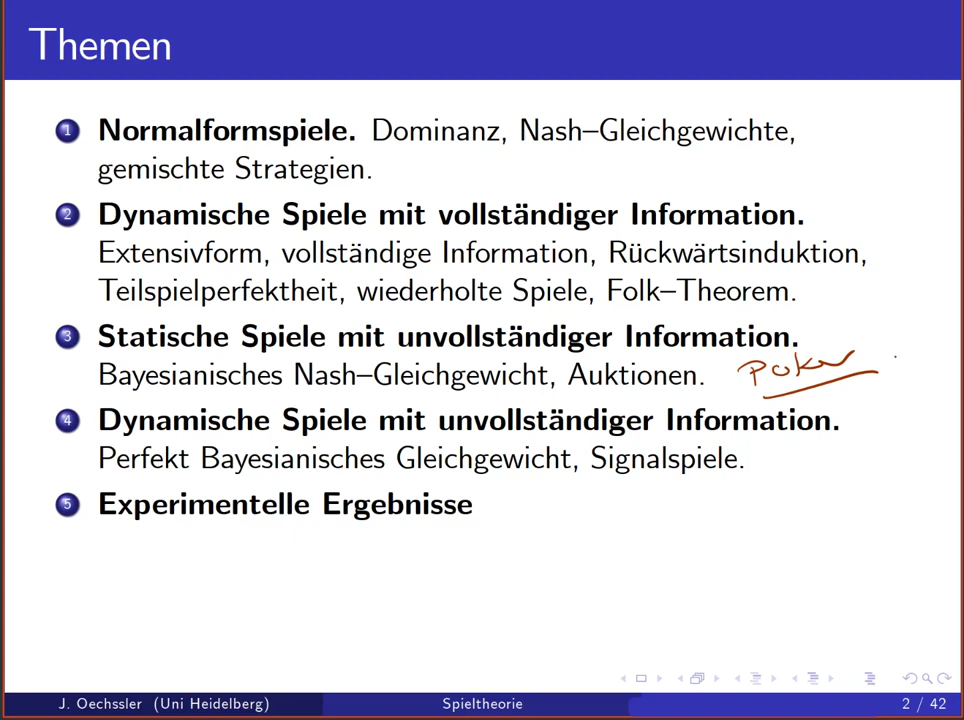 Themen
1 Normalformspiele. Dominanz, Nash–Gleichgewichte,
gemischte Strategien.
2 Dynamische Spiele mit vollständiger Information.
Extensivform, vollständige Information, Rückwärtsinduktion,
Teilspielperfektheit, wiederholte Spiele, Folk–Theorem.
3 Statische Spiele mit unvollständiger Information.
Bayesianisches Nash–Gleichgewicht, Auktionen. Poker
4 Dynamische Spiele mit unvollständiger Information.
Perfekt Bayesianisches Gleichgewicht, Signalspiele.
5 Experimentelle Ergebnisse
J. Oechssler (Uni Heidelberg) Spieltheorie 2 / 42